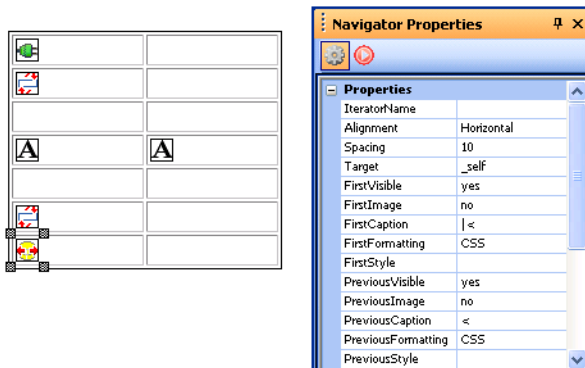 Navigator Properties
Properties
IteratorName
Alignment Horizontal
Spacing 10
Target _self
FirstVisible yes
FirstImage no
FirstCaption |<
FirstFormatting CSS
FirstStyle
PreviousVisible yes
PreviousImage no
PreviousCaption <
PreviousFormatting CSS
PreviousStyle
A A